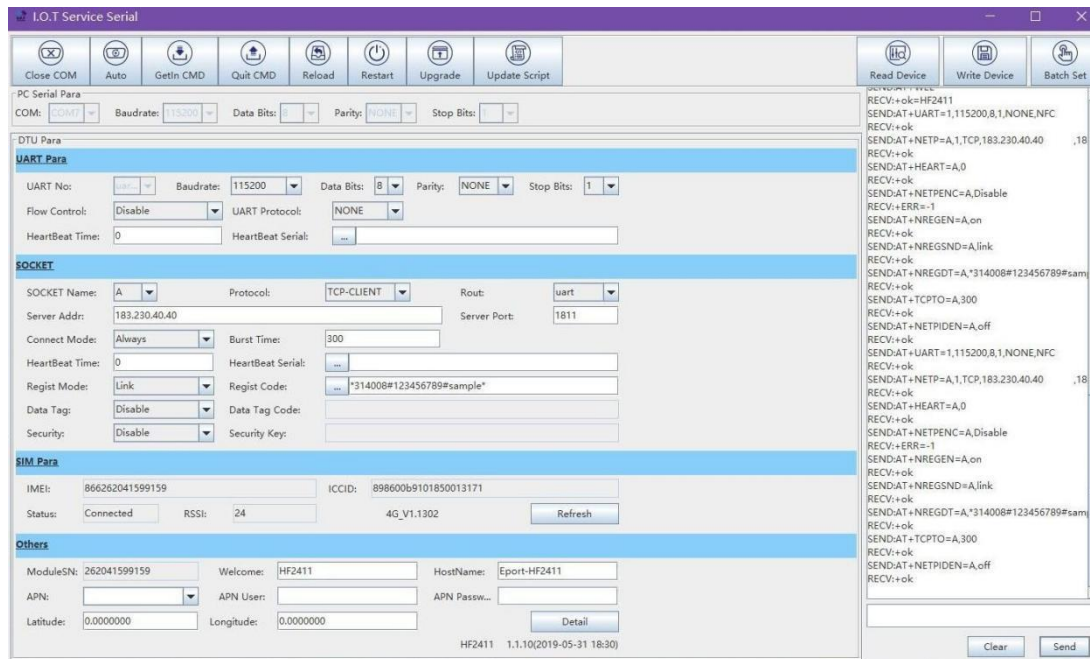 I.O.T Service Serial
Close COM Auto GetIn CMD Quit CMD Reload Restart Upgrade Update Script Read Device Write Device Batch Set
PC Serial Para
COM: COM7 Baudrate: 115200 Data Bits: 8 Parity: NONE Stop Bits: 1
DTU Para
UART Para
UART No: Baudrate: 115200 Data Bits: 8 Parity: NONE Stop Bits: 1
Flow Control: Disable UART Protocol: NONE
HeartBeat Time: 0 HeartBeat Serial: ...
SOCKET
SOCKET Name: A Protocol: TCP-CLIENT Rout: uart
Server Addr: 183.230.40.40 Server Port: 1811
Connect Mode: Always Burst Time: 300
HeartBeat Time: 0 HeartBeat Serial: ...
Regist Mode: Link Regist Code: ... *314008#123456789#sample*
Data Tag: Disable Data Tag Code:
Security: Disable Security Key:
SIM Para
IMEI: 866262041599159 ICCID: 898600b9101850013171
Status: Connected RSSI: 24 4G_V1.1302 Refresh
Others
ModuleSN: 262041599159 Welcome: HF2411 HostName: Eport-HF2411
APN: APN User: APN Passw...
Latitude: 0.0000000 Longitude: 0.0000000 Detail
HF2411 1.1.10(2019-05-31 18:30)
RECV:+ok=HF2411
SEND:AT+UART=1,115200,8,1,NONE,NFC
RECV:+ok
SEND:AT+NETP=A,1,TCP,183.230.40.40 ,18
RECV:+ok
SEND:AT+HEART=A,0
RECV:+ok
SEND:AT+NETPENC=A,Disable
RECV:+ERR=-1
SEND:AT+NREGEN=A,on
RECV:+ok
SEND:AT+NREGSND=A,link
RECV:+ok
SEND:AT+NREGDT=A,*314008#123456789#sam
RECV:+ok
SEND:AT+TCPTO=A,300
RECV:+ok
SEND:AT+NETPIDEN=A,off
RECV:+ok
SEND:AT+UART=1,115200,8,1,NONE,NFC
RECV:+ok
SEND:AT+NETP=A,1,TCP,183.230.40.40 ,18
RECV:+ok
SEND:AT+HEART=A,0
RECV:+ok
SEND:AT+NETPENC=A,Disable
RECV:+ERR=-1
SEND:AT+NREGEN=A,on
RECV:+ok
SEND:AT+NREGSND=A,link
RECV:+ok
SEND:AT+NREGDT=A,*314008#123456789#sam
RECV:+ok
SEND:AT+TCPTO=A,300
RECV:+ok
SEND:AT+NETPIDEN=A,off
RECV:+ok
Clear Send